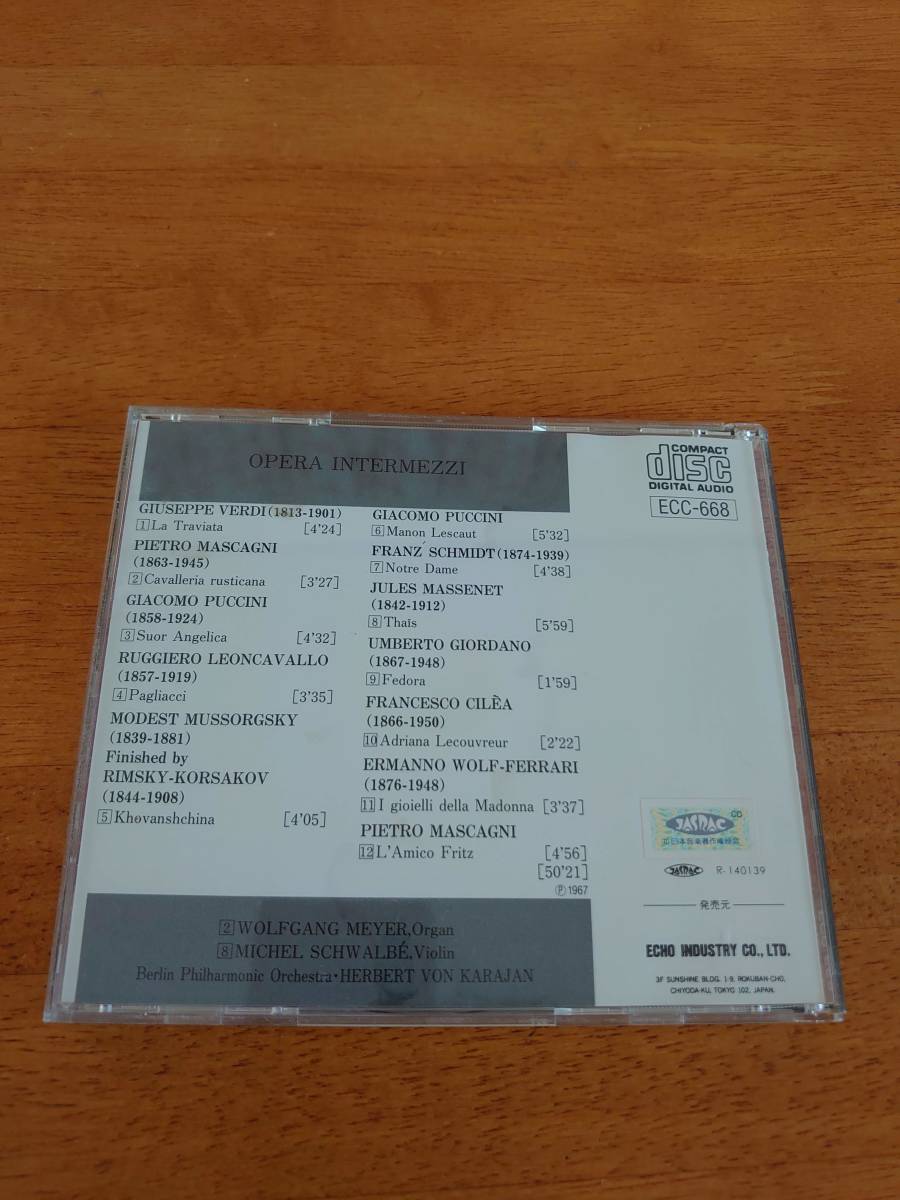 OPERA INTERMEZZI
GIUSEPPE VERDI(1813-1901)
1 La Traviata [4'24]
PIETRO MASCAGNI
(1863-1945)
2 Cavalleria rusticana [3'27]
GIACOMO PUCCINI
(1858-1924)
3 Suor Angelica [4'32]
RUGGIERO LEONCAVALLO
(1857-1919)
4 Pagliacci [3'35]
MODEST MUSSORGSKY
(1839-1881)
Finished by
RIMSKY-KORSAKOV
(1844-1908)
5 Khovanshchina [4'05]
GIACOMO PUCCINI
6 Manon Lescaut [5'32]
FRANZ SCHMIDT(1874-1939)
7 Notre Dame [4'38]
JULES MASSENET
(1842-1912)
8 Thaïs [5'59]
UMBERTO GIORDANO
(1867-1948)
9 Fedora [1'59]
FRANCESCO CILÈA
(1866-1950)
10 Adriana Lecouvreur [2'22]
ERMANNO WOLF-FERRARI
(1876-1948)
11 I gioielli della Madonna [3'37]
PIETRO MASCAGNI
12 L'Amico Fritz [4'56]
[50'21]
Ⓟ1967
2 WOLFGANG MEYER,Organ
8 MICHEL SCHWALBÉ,Violin
Berlin Philharmonic Orchestra・HERBERT VON KARAJAN
COMPACT
disc
DIGITAL AUDIO
ECC-668
CD
JASRAC
JASRAC R-140139
発売元
ECHO INDUSTRY CO., LTD.
3F SUNSHINE BLDG. 1-9, ROKUBAN-CHO,
CHIYODA-KU, TOKYO 102, JAPAN.